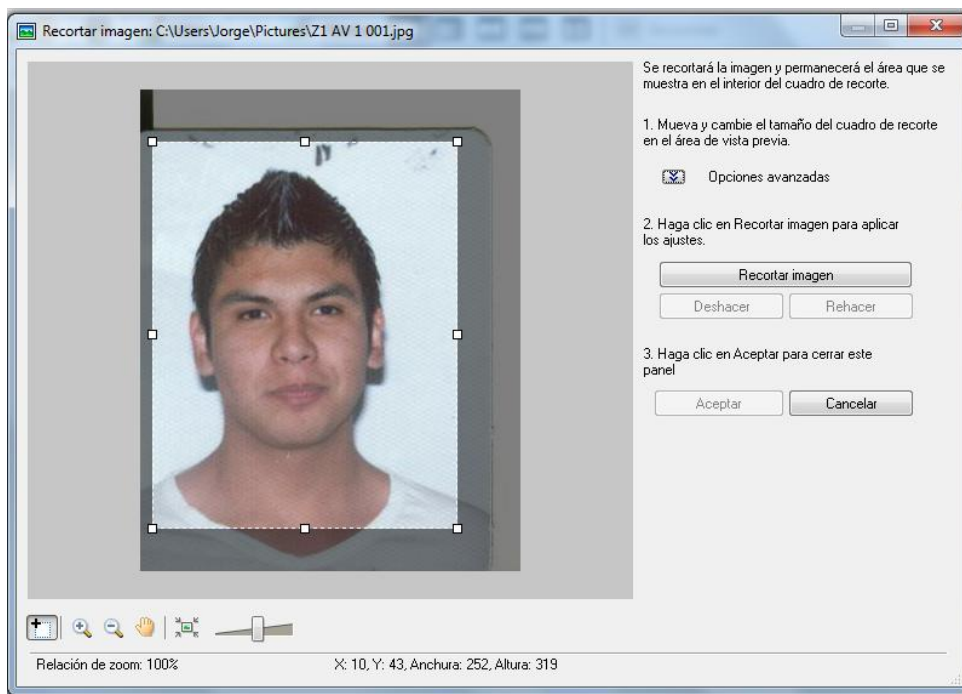 Recortar imagen: C:\Users\Jorge\Pictures\Z1 AV 1 001.jpg
Se recortará la imagen y permanecerá el área que se
muestra en el interior del cuadro de recorte.
1. Mueva y cambie el tamaño del cuadro de recorte
en el área de vista previa.
Opciones avanzadas
2. Haga clic en Recortar imagen para aplicar
los ajustes.
Recortar imagen
Deshacer Rehacer
3. Haga clic en Aceptar para cerrar este
panel
Aceptar Cancelar
Relación de zoom: 100% X: 10, Y: 43, Anchura: 252, Altura: 319